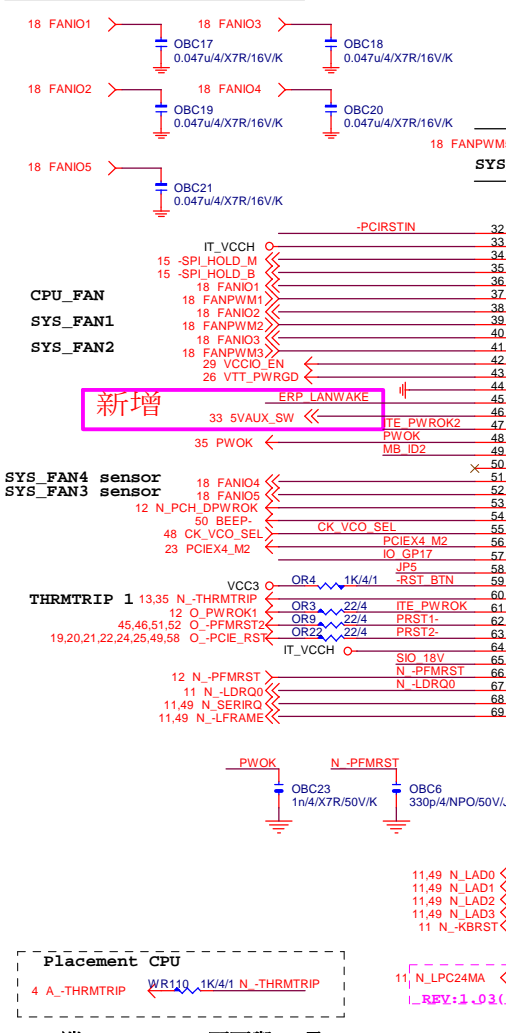 18 FANIO1
18 FANIO3
OBC17
0.047u/4/X7R/16V/K
OBC18
0.047u/4/X7R/16V/K
18 FANIO2
18 FANIO4
OBC19
0.047u/4/X7R/16V/K
OBC20
0.047u/4/X7R/16V/K
18 FANPWM
SYS
18 FANIO5
OBC21
0.047u/4/X7R/16V/K
-PCIRSTIN 32
IT_VCCH 33
15 -SPI_HOLD_M 34
15 -SPI_HOLD_B 35
CPU_FAN
18 FANIO1 36
18 FANPWM1 37
SYS_FAN1
18 FANIO2 38
18 FANPWM2 39
SYS_FAN2
18 FANIO3 40
18 FANPWM3 41
29 VCCIO_EN 42
26 VTT_PWRGD 43
44
新增
ERP_LANWAKE 45
33 5VAUX_SW 46
ITE_PWROK2 47
35 PWOK PWOK 48
MB_ID2 49
50
SYS_FAN4 sensor
18 FANIO4 51
SYS_FAN3 sensor
18 FANIO5 52
12 N_PCH_DPWROK 53
50 BEEP- 54
48 CK_VCO_SEL CK_VCO_SEL 55
23 PCIEX4_M2 PCIEX4_M2 56
IO_GP17 57
JP5 58
VCC3 OR4 1K/4/1 -RST_BTN 59
THRMTRIP 1 13,35 N_-THRMTRIP 60
12 O_PWROK1 OR3 22/4 ITE_PWROK 61
45,46,51,52 O_-PFMRST2 OR9 22/4 PRST1- 62
19,20,21,22,24,25,49,58 O_-PCIE_RST OR22 22/4 PRST2- 63
IT_VCCH 64
SIO_18V 65
12 N_-PFMRST N_-PFMRST 66
11 N_-LDRQ0 N_-LDRQ0 67
11,49 N_SERIRQ 68
11,49 N_-LFRAME 69
PWOK
N_-PFMRST
OBC23
1n/4/X7R/50V/K
OBC6
330p/4/NPO/50V/J
11,49 N_LAD0
11,49 N_LAD1
11,49 N_LAD2
11,49 N_LAD3
11 N_-KBRST
Placement CPU
4 A_-THRMTRIP WR110 1K/4/1 N_-THRMTRIP
11 N_LPC24MA
REV:1.03(